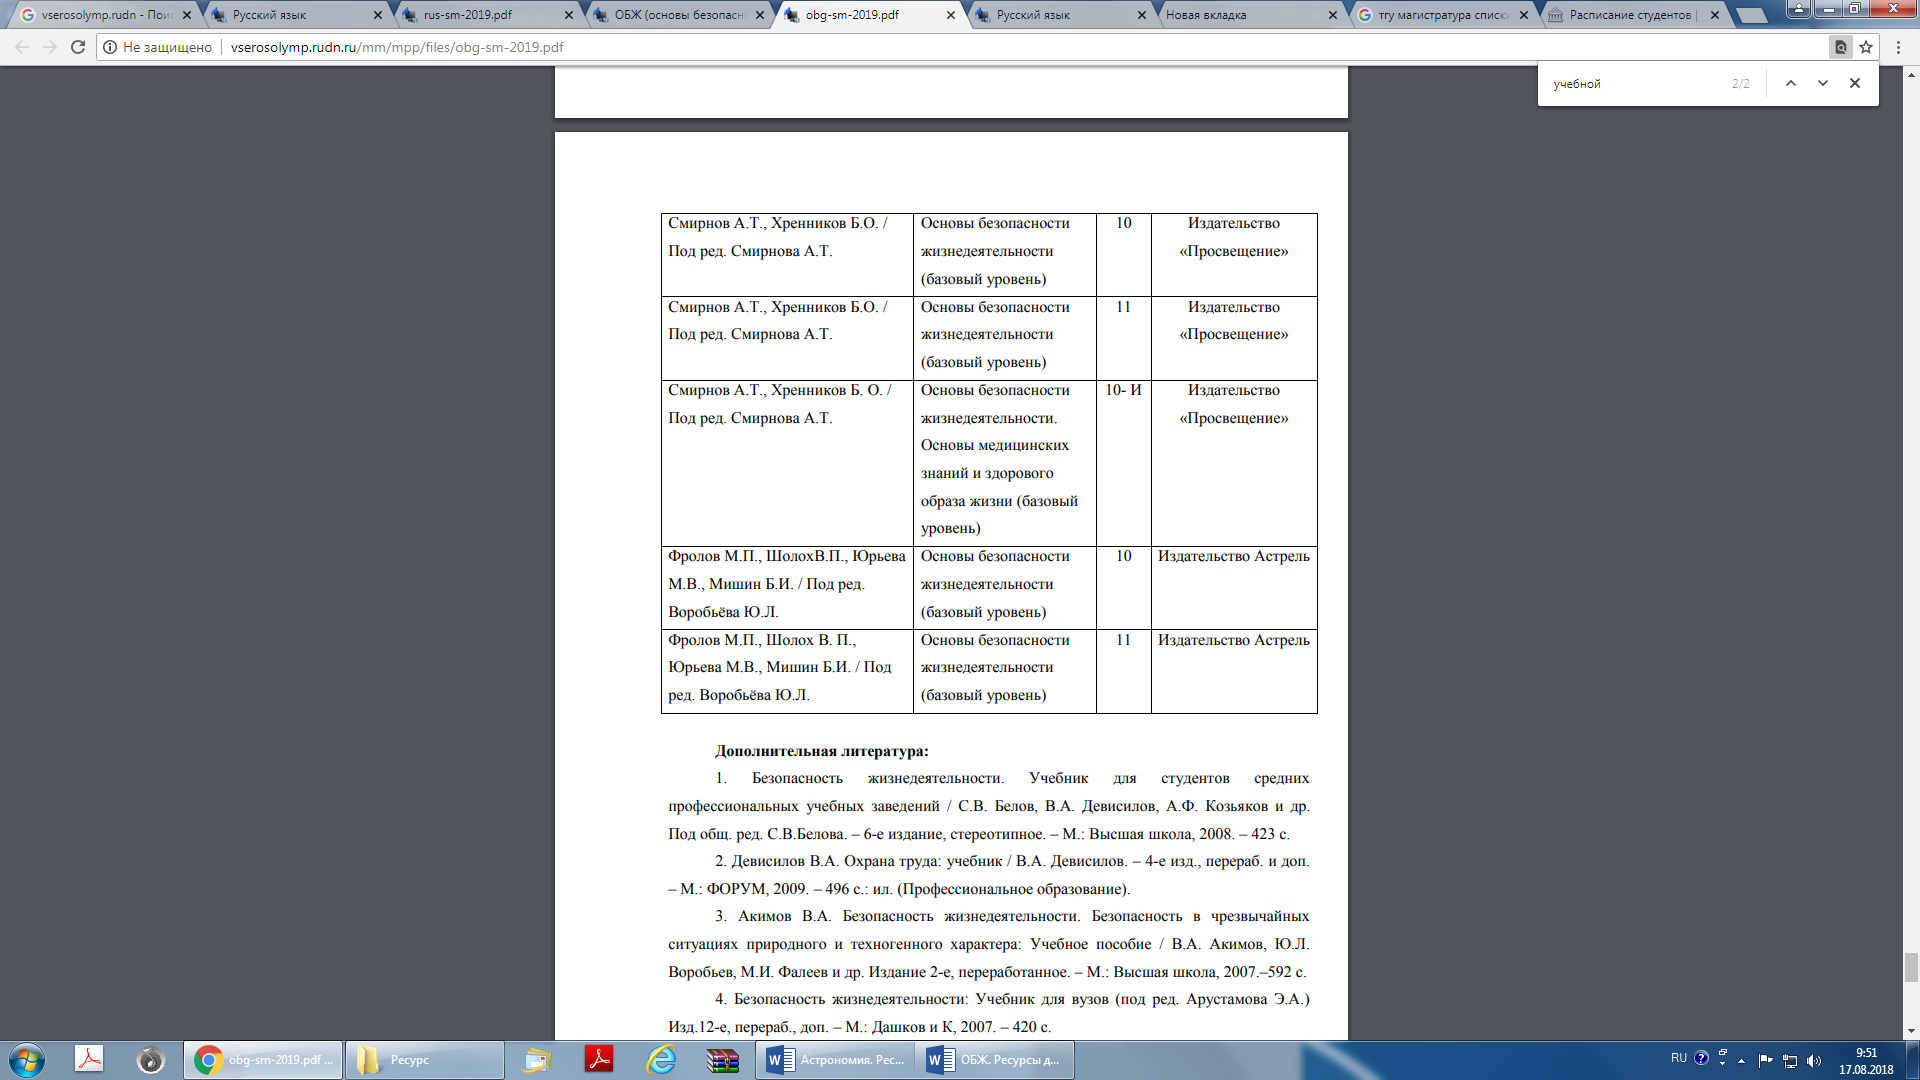 vserosolymp.rudn - Поис
Русский язык
rus-sm-2019.pdf
ОБЖ (основы безопасн
obg-sm-2019.pdf
Русский язык
Новая вкладка
тгу магистратура списки
Расписание студентов |
Не защищено vserosolymp.rudn.ru/mm/mpp/files/obg-sm-2019.pdf
учебной 2/2
Смирнов А.Т., Хренников Б.О. /
Под ред. Смирнова А.Т.
Основы безопасности
жизнедеятельности
(базовый уровень)
10
Издательство
«Просвещение»
Смирнов А.Т., Хренников Б.О. /
Под ред. Смирнова А.Т.
Основы безопасности
жизнедеятельности
(базовый уровень)
11
Издательство
«Просвещение»
Смирнов А.Т., Хренников Б. О. /
Под ред. Смирнова А.Т.
Основы безопасности
жизнедеятельности.
Основы медицинских
знаний и здорового
образа жизни (базовый
уровень)
10- И
Издательство
«Просвещение»
Фролов М.П., ШолохВ.П., Юрьева
М.В., Мишин Б.И. / Под ред.
Воробьёва Ю.Л.
Основы безопасности
жизнедеятельности
(базовый уровень)
10
Издательство Астрель
Фролов М.П., Шолох В. П.,
Юрьева М.В., Мишин Б.И. / Под
ред. Воробьёва Ю.Л.
Основы безопасности
жизнедеятельности
(базовый уровень)
11
Издательство Астрель
Дополнительная литература:
1. Безопасность жизнедеятельности. Учебник для студентов средних
профессиональных учебных заведений / С.В. Белов, В.А. Девисилов, А.Ф. Козьяков и др.
Под общ. ред. С.В.Белова. – 6-е издание, стереотипное. – М.: Высшая школа, 2008. – 423 с.
2. Девисилов В.А. Охрана труда: учебник / В.А. Девисилов. – 4-е изд., перераб. и доп.
– М.: ФОРУМ, 2009. – 496 с.: ил. (Профессиональное образование).
3. Акимов В.А. Безопасность жизнедеятельности. Безопасность в чрезвычайных
ситуациях природного и техногенного характера: Учебное пособие / В.А. Акимов, Ю.Л.
Воробьев, М.И. Фалеев и др. Издание 2-е, переработанное. – М.: Высшая школа, 2007.–592 с.
4. Безопасность жизнедеятельности: Учебник для вузов (под ред. Арустамова Э.А.)
Изд.12-е, перераб., доп. – М.: Дашков и К, 2007. – 420 с.
obg-sm-2019.pdf ...
Ресурс
Астрономия. Рес...
ОБЖ. Ресурсы д...
RU
9:51
17.08.2018